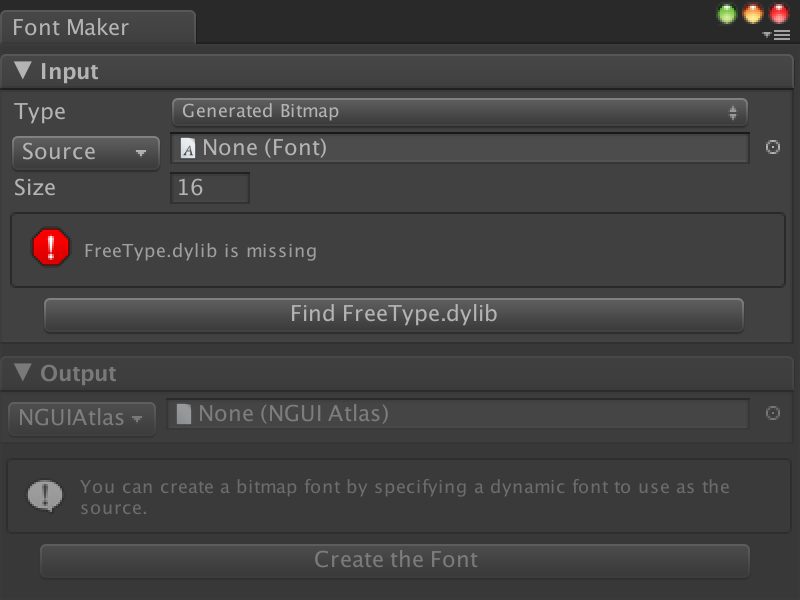 Font Maker
Input
Type Generated Bitmap
Source None (Font)
Size 16
FreeType.dylib is missing
Find FreeType.dylib
Output
NGUIAtlas None (NGUI Atlas)
You can create a bitmap font by specifying a dynamic font to use as the
source.
Create the Font